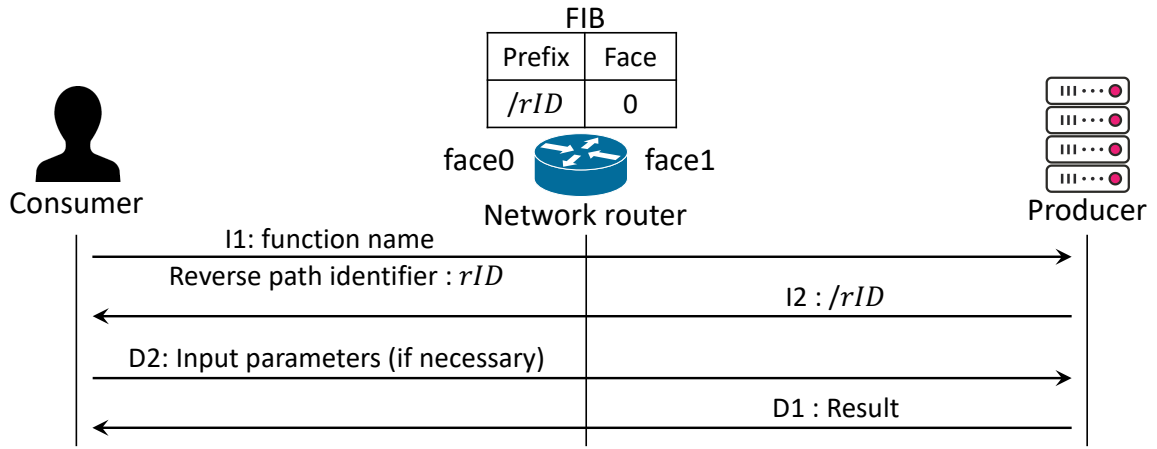 FIB
Prefix Face
/rID 0
face0 face1
Consumer
Network router
Producer
I1: function name
Reverse path identifier : rID
I2 : /rID
D2: Input parameters (if necessary)
D1 : Result